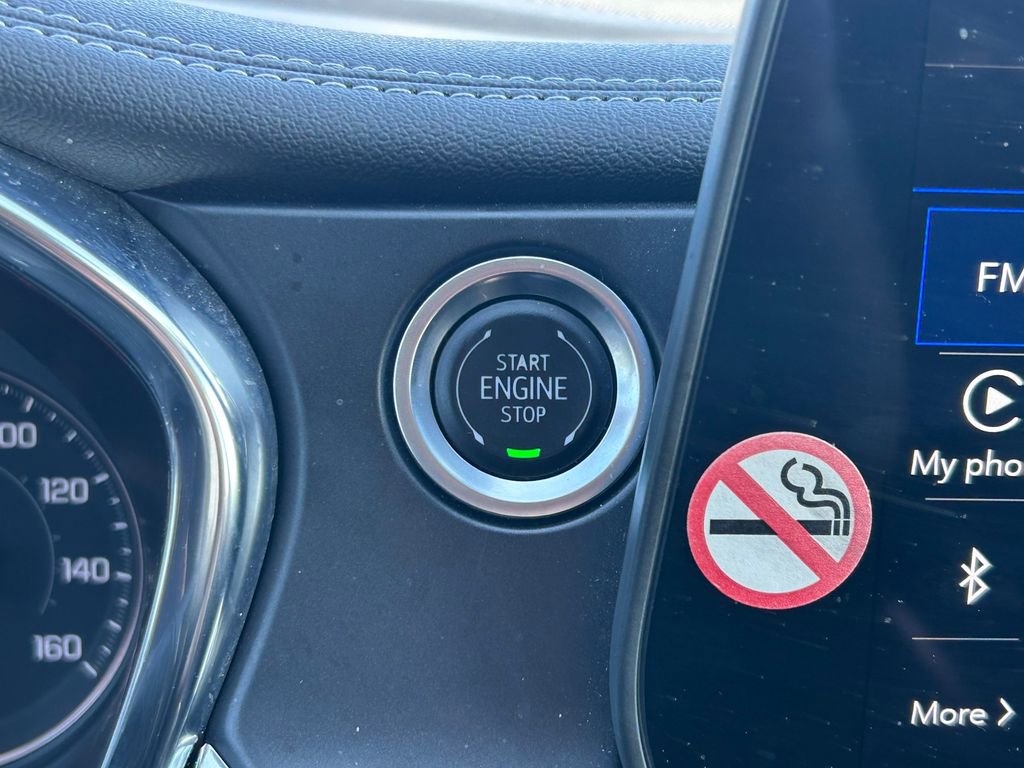 START
ENGINE
STOP
120
140
160
FM
My pho
More >